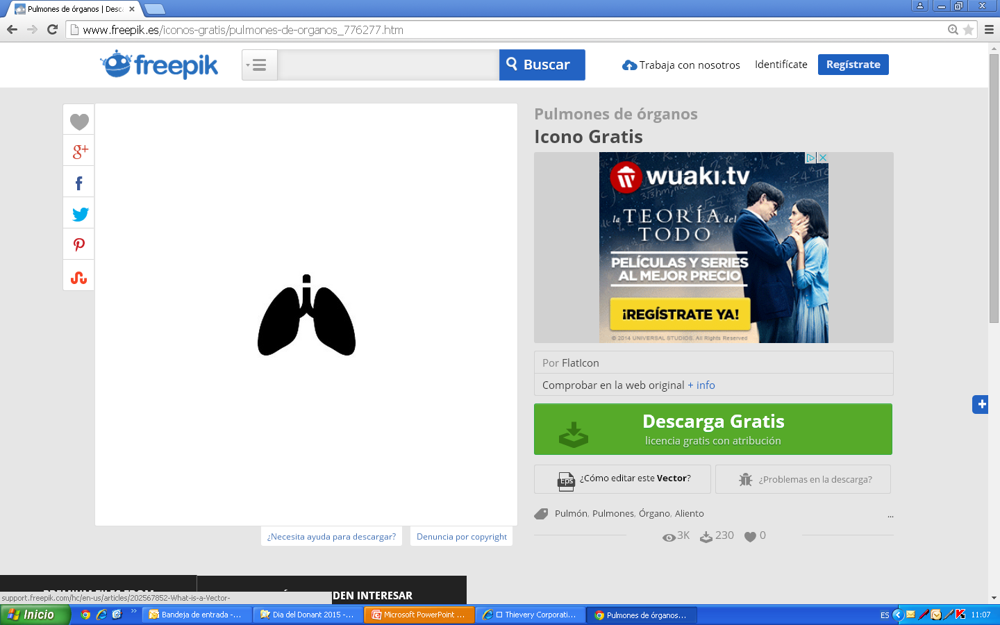 Pulmones de órganos | Desc
www.freepik.es/iconos-gratis/pulmones-de-organos_776277.htm
freepik
Buscar
Trabaja con nosotros
Identifícate
Regístrate
g+
f
Pulmones de órganos
Icono Gratis
wuaki.tv
la TEORÍA del
TODO
PELÍCULAS Y SERIES
AL MEJOR PRECIO
¡REGÍSTRATE YA!
© 2014 UNIVERSAL STUDIOS. All Rights Reserved
Por FlatIcon
Comprobar en la web original + info
Descarga Gratis
licencia gratis con atribución
Eps
¿Cómo editar este Vector?
¿Problemas en la descarga?
Pulmón, Pulmones, Órgano, Aliento
...
3K
230
0
¿Necesita ayuda para descargar?
Denuncia por copyright
DEN INTERESAR
support.freepik.com/hc/en-us/articles/202567852-What-is-a-Vector-
Inicio
Bandeja de entrada -...
Dia del Donant 2015 -...
Microsoft PowerPoint ...
Thievery Corporati...
Pulmones de órganos...
ES
11:07